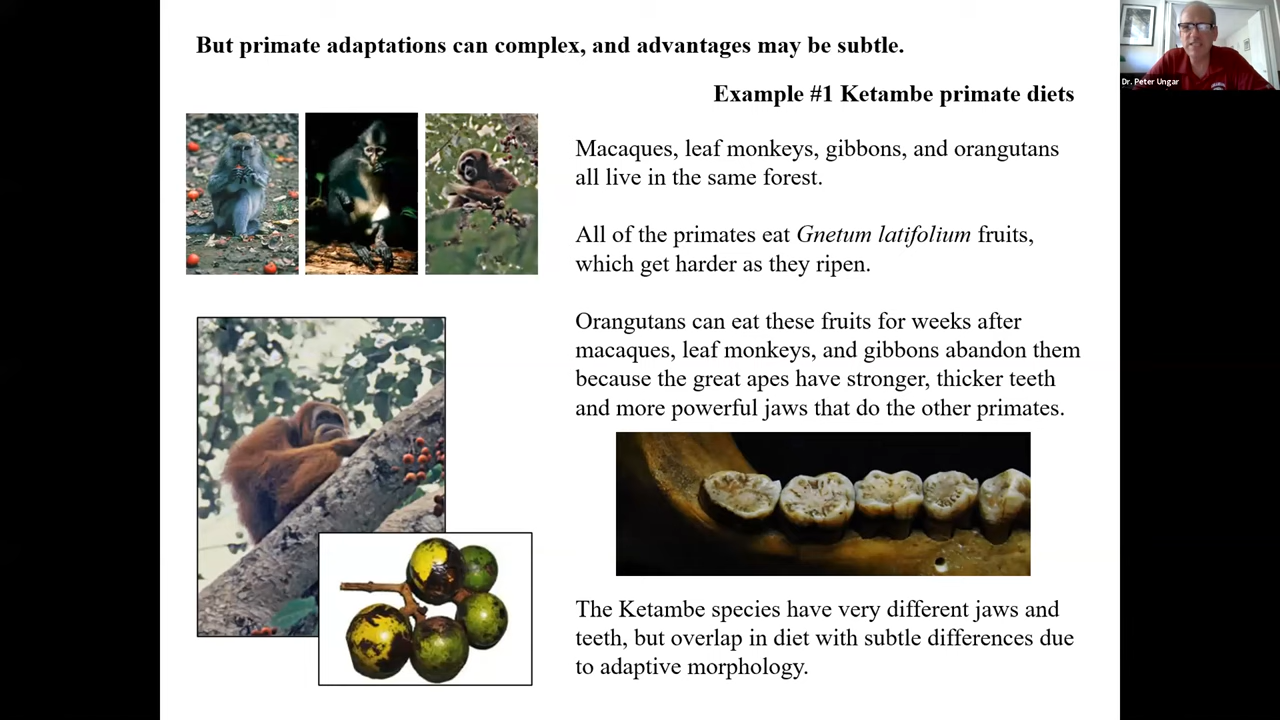 But primate adaptations can complex, and advantages may be subtle.
Example #1 Ketambe primate diets
Macaques, leaf monkeys, gibbons, and orangutans
all live in the same forest.
All of the primates eat Gnetum latifolium fruits,
which get harder as they ripen.
Orangutans can eat these fruits for weeks after
macaques, leaf monkeys, and gibbons abandon them
because the great apes have stronger, thicker teeth
and more powerful jaws that do the other primates.
The Ketambe species have very different jaws and
teeth, but overlap in diet with subtle differences due
to adaptive morphology.
Dr. Peter Ungar